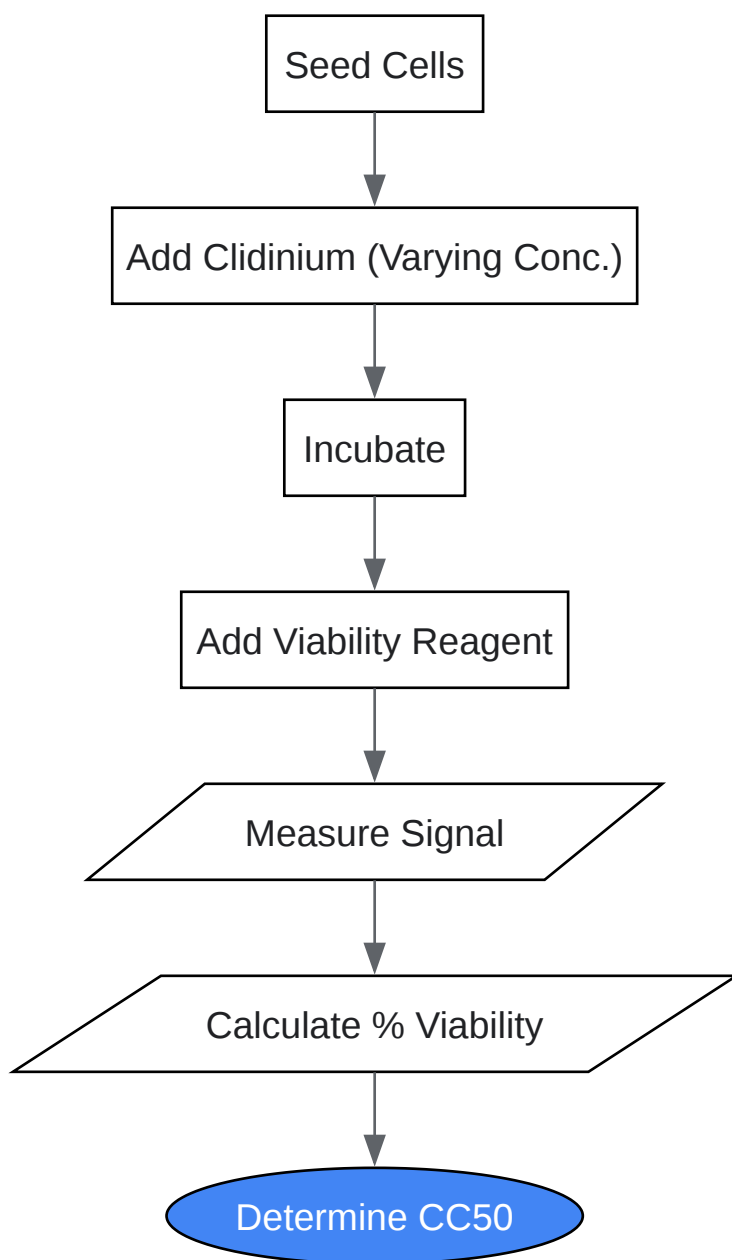 Seed Cells
Add Clidinium (Varying Conc.)
Incubate
Add Viability Reagent
Measure Signal
Calculate % Viability
Determine CC50